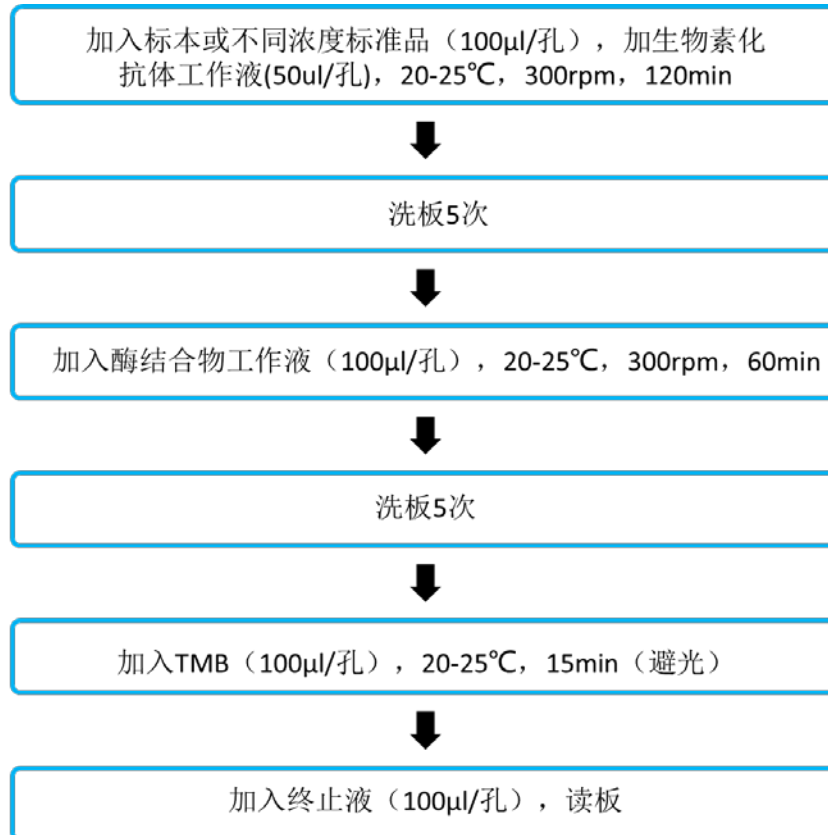 加入标本或不同浓度标准品（100μl/孔），加生物素化
抗体工作液(50ul/孔)，20-25℃，300rpm，120min
洗板5次
加入酶结合物工作液（100μl/孔），20-25℃，300rpm，60min
洗板5次
加入TMB（100μl/孔），20-25℃，15min（避光）
加入终止液（100μl/孔），读板